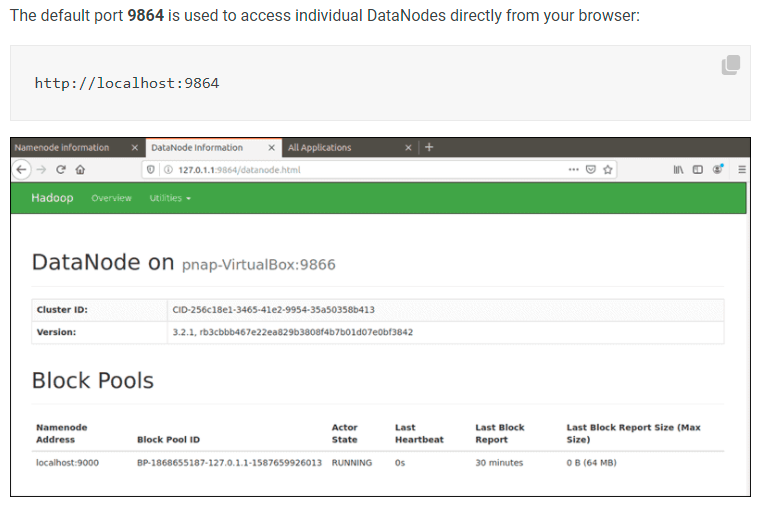 The default port 9864 is used to access individual DataNodes directly from your browser:
http://localhost:9864
Namenode information
DataNode Information
All Applications
127.0.1.1:9864/datanode.html
Hadoop Overview Utilities
DataNode on pnap-VirtualBox:9866
Cluster ID: CID-256c18e1-3465-41e2-9954-35a50358b413
Version: 3.2.1, rb3cbbb467e22ea829b3808f4b7b01d07e0bf3842
Block Pools
Namenode Address Block Pool ID Actor State Last Heartbeat Last Block Report Last Block Report Size (Max Size)
localhost:9000 BP-1868655187-127.0.1.1-1587659926013 RUNNING 0s 30 minutes 0 B (64 MB)